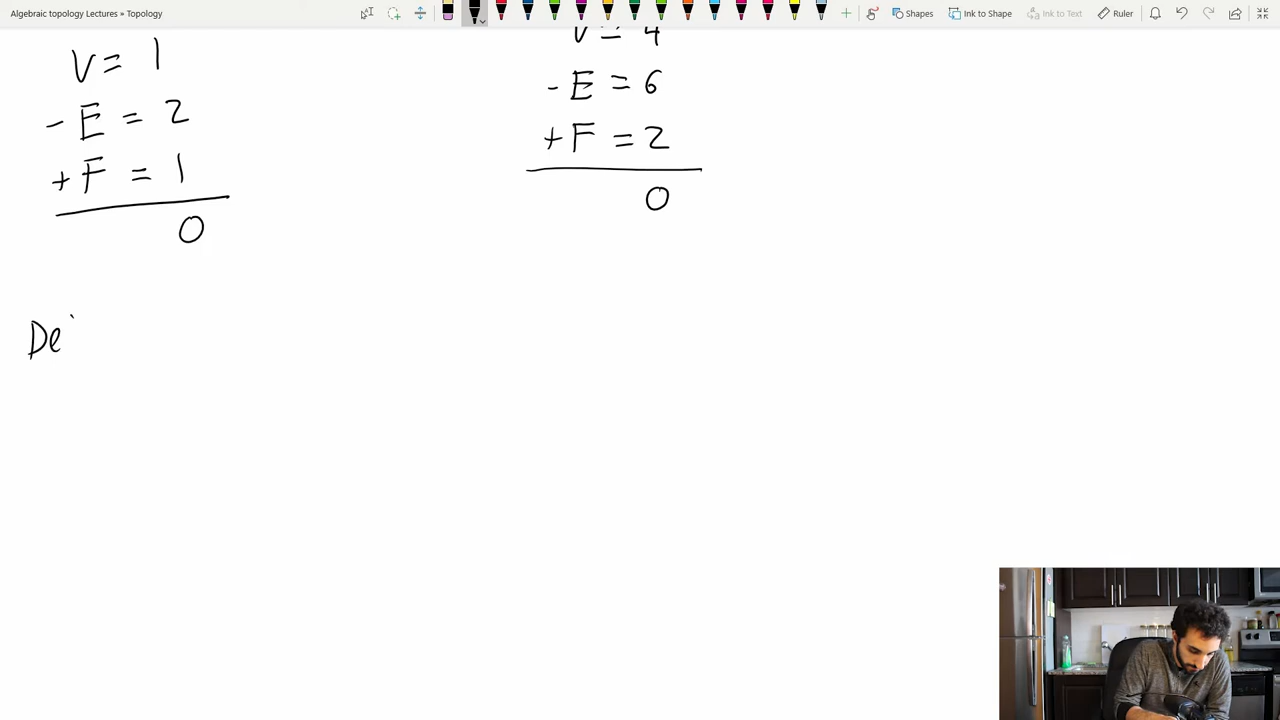 Algebraic topology Lectures » Topology
Shapes
Ink to Shape
Ink to Text
Ruler
V = 1
- E = 2
+ F = 1
0
V = 4
- E = 6
+ F = 2
0
De